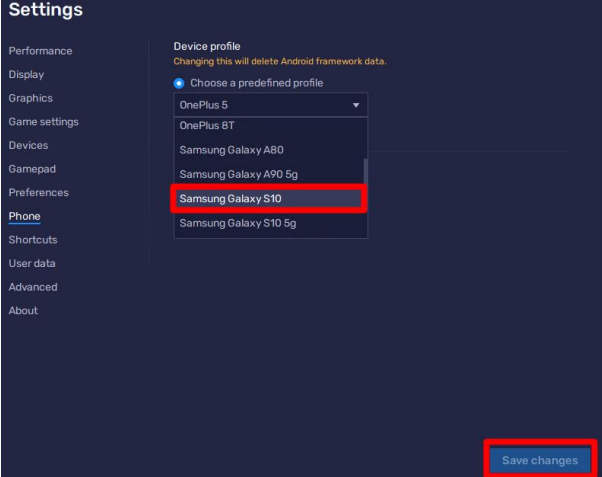 Settings
Performance
Display
Graphics
Game settings
Devices
Gamepad
Preferences
Phone
Shortcuts
User data
Advanced
About
Device profile
Changing this will delete Android framework data.
Choose a predefined profile
OnePlus 5
OnePlus 8T
Samsung Galaxy A80
Samsung Galaxy A90 5g
Samsung Galaxy S10
Samsung Galaxy S10 5g
Save changes